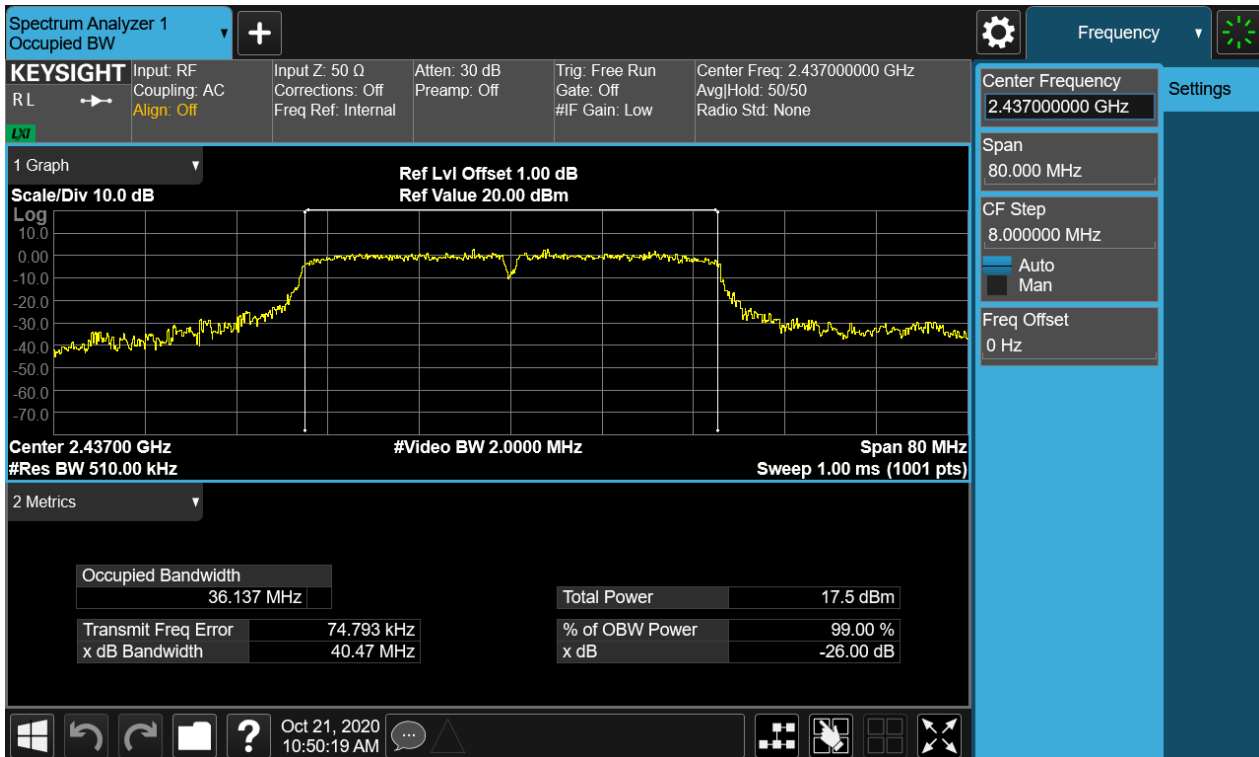 Spectrum Analyzer 1
Occupied BW
+
Frequency
KEYSIGHT
R L
LXI
Input: RF
Coupling: AC
Align: Off
Input Z: 50 Ω
Corrections: Off
Freq Ref: Internal
Atten: 30 dB
Preamp: Off
Trig: Free Run
Gate: Off
#IF Gain: Low
Center Freq: 2.437000000 GHz
Avg|Hold: 50/50
Radio Std: None
Center Frequency
2.437000000 GHz
Settings
Span
80.000 MHz
CF Step
8.000000 MHz
Auto
Man
Freq Offset
0 Hz
1 Graph
Scale/Div 10.0 dB
Ref Lvl Offset 1.00 dB
Ref Value 20.00 dBm
Log
10.0
0.00
-10.0
-20.0
-30.0
-40.0
-50.0
-60.0
-70.0
Center 2.43700 GHz
#Video BW 2.0000 MHz
Span 80 MHz
#Res BW 510.00 kHz
Sweep 1.00 ms (1001 pts)
2 Metrics
Occupied Bandwidth
36.137 MHz
Total Power 17.5 dBm
Transmit Freq Error 74.793 kHz
% of OBW Power 99.00 %
x dB Bandwidth 40.47 MHz
x dB -26.00 dB
?
Oct 21, 2020
10:50:19 AM